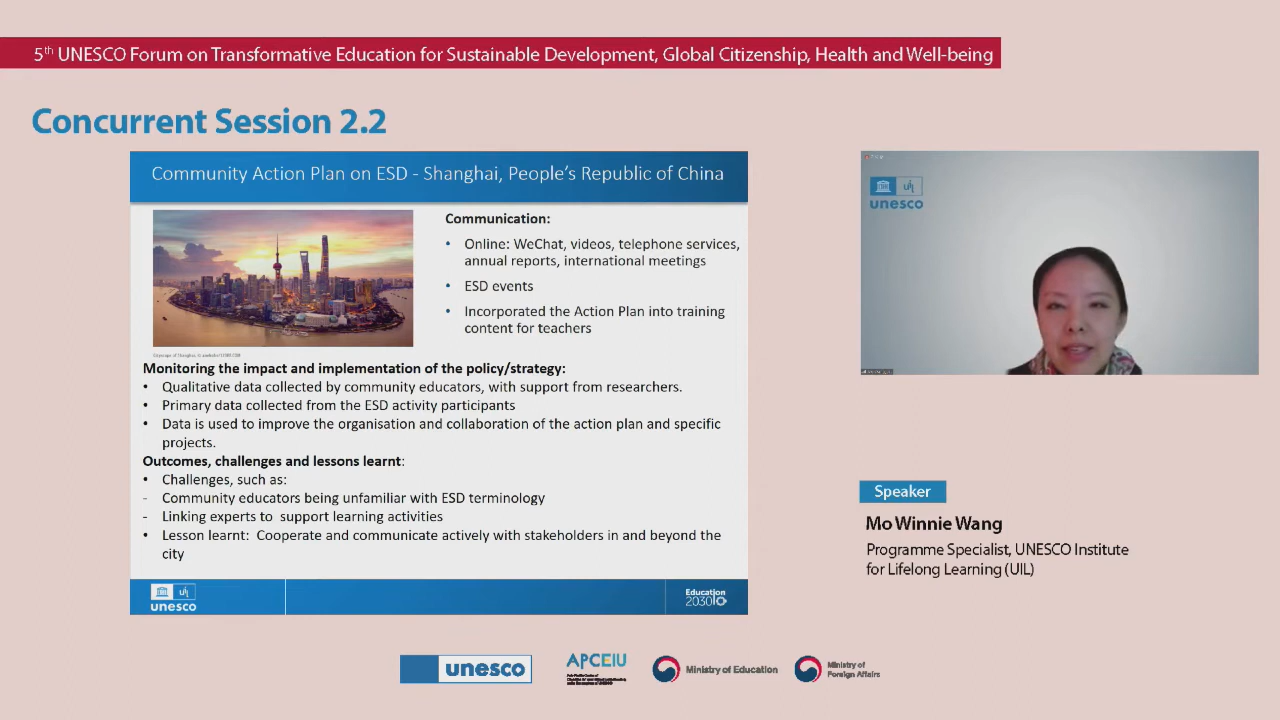 5th UNESCO Forum on Transformative Education for Sustainable Development, Global Citizenship, Health and Well-being
Concurrent Session 2.2
Community Action Plan on ESD - Shanghai, People's Republic of China
Communication:
• Online: WeChat, videos, telephone services,
annual reports, international meetings
• ESD events
• Incorporated the Action Plan into training
content for teachers
Monitoring the impact and implementation of the policy/strategy:
• Qualitative data collected by community educators, with support from researchers.
• Primary data collected from the ESD activity participants
• Data is used to improve the organisation and collaboration of the action plan and specific
projects.
Outcomes, challenges and lessons learnt:
• Challenges, such as:
- Community educators being unfamiliar with ESD terminology
- Linking experts to support learning activities
• Lesson learnt: Cooperate and communicate actively with stakeholders in and beyond the
city
unesco
Education
2030
unesco
Speaker
Mo Winnie Wang
Programme Specialist, UNESCO Institute
for Lifelong Learning (UIL)
unesco
APCEIU
Ministry of Education
Ministry of
Foreign Affairs